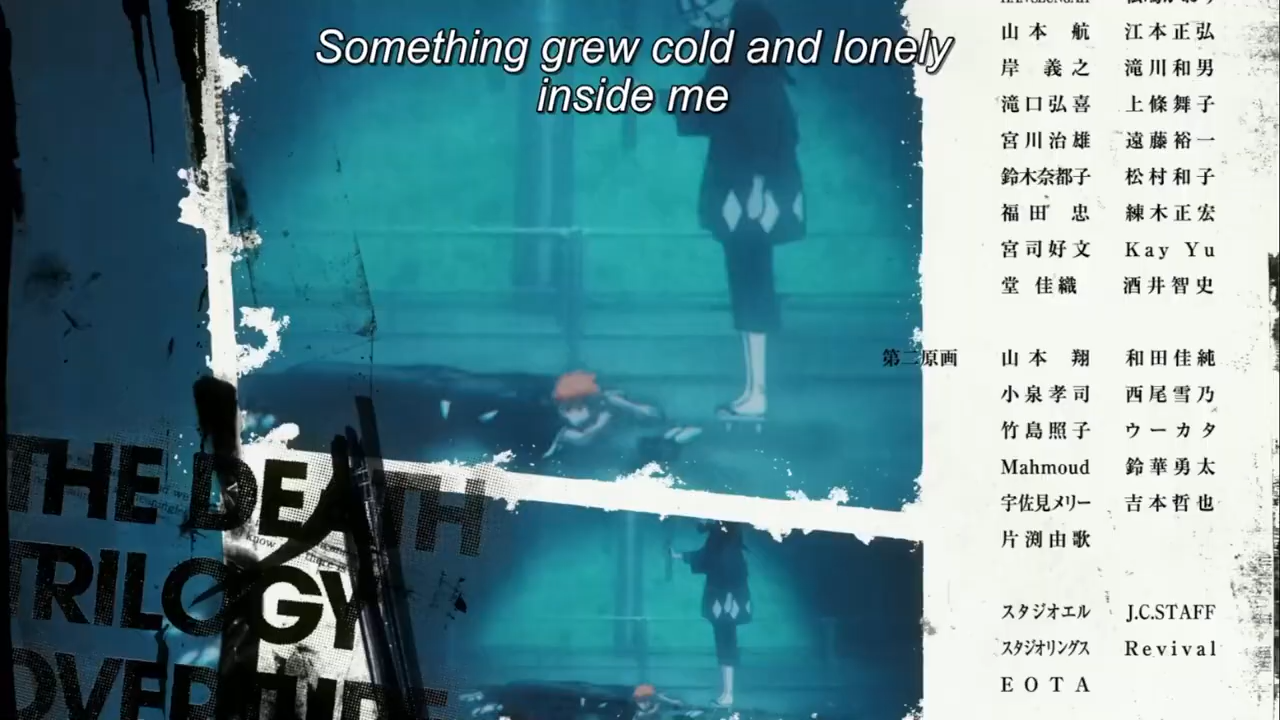 Something grew cold and lonely
inside me
山本 航 江本正弘
岸 義之 滝川和男
滝口弘喜 上條舞子
宮川治雄 遠藤裕一
鈴木奈都子 松村和子
福田 忠 練木正宏
宮司好文 Kay Yu
堂 佳織 酒井智史
第二原画 山本 翔 和田佳純
小泉孝司 西尾雪乃
竹島照子 ウーカタ
Mahmoud 鈴華勇太
宇佐見メリー 吉本哲也
片渕由歌
スタジオエル J.C.STAFF
スタジオリングス Revival
EOTA
THE DEATH
TRILOGY